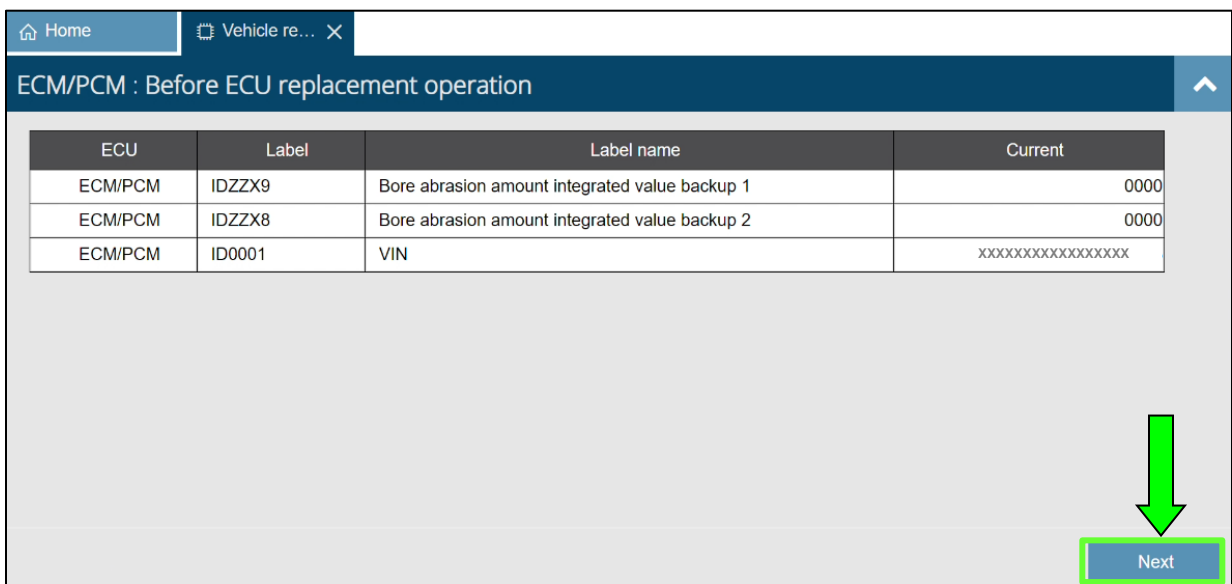 Home Vehicle re...
ECM/PCM : Before ECU replacement operation
ECU Label Label name Current
ECM/PCM IDZZX9 Bore abrasion amount integrated value backup 1 0000
ECM/PCM IDZZX8 Bore abrasion amount integrated value backup 2 0000
ECM/PCM ID0001 VIN XXXXXXXXXXXXXXXXX
Next